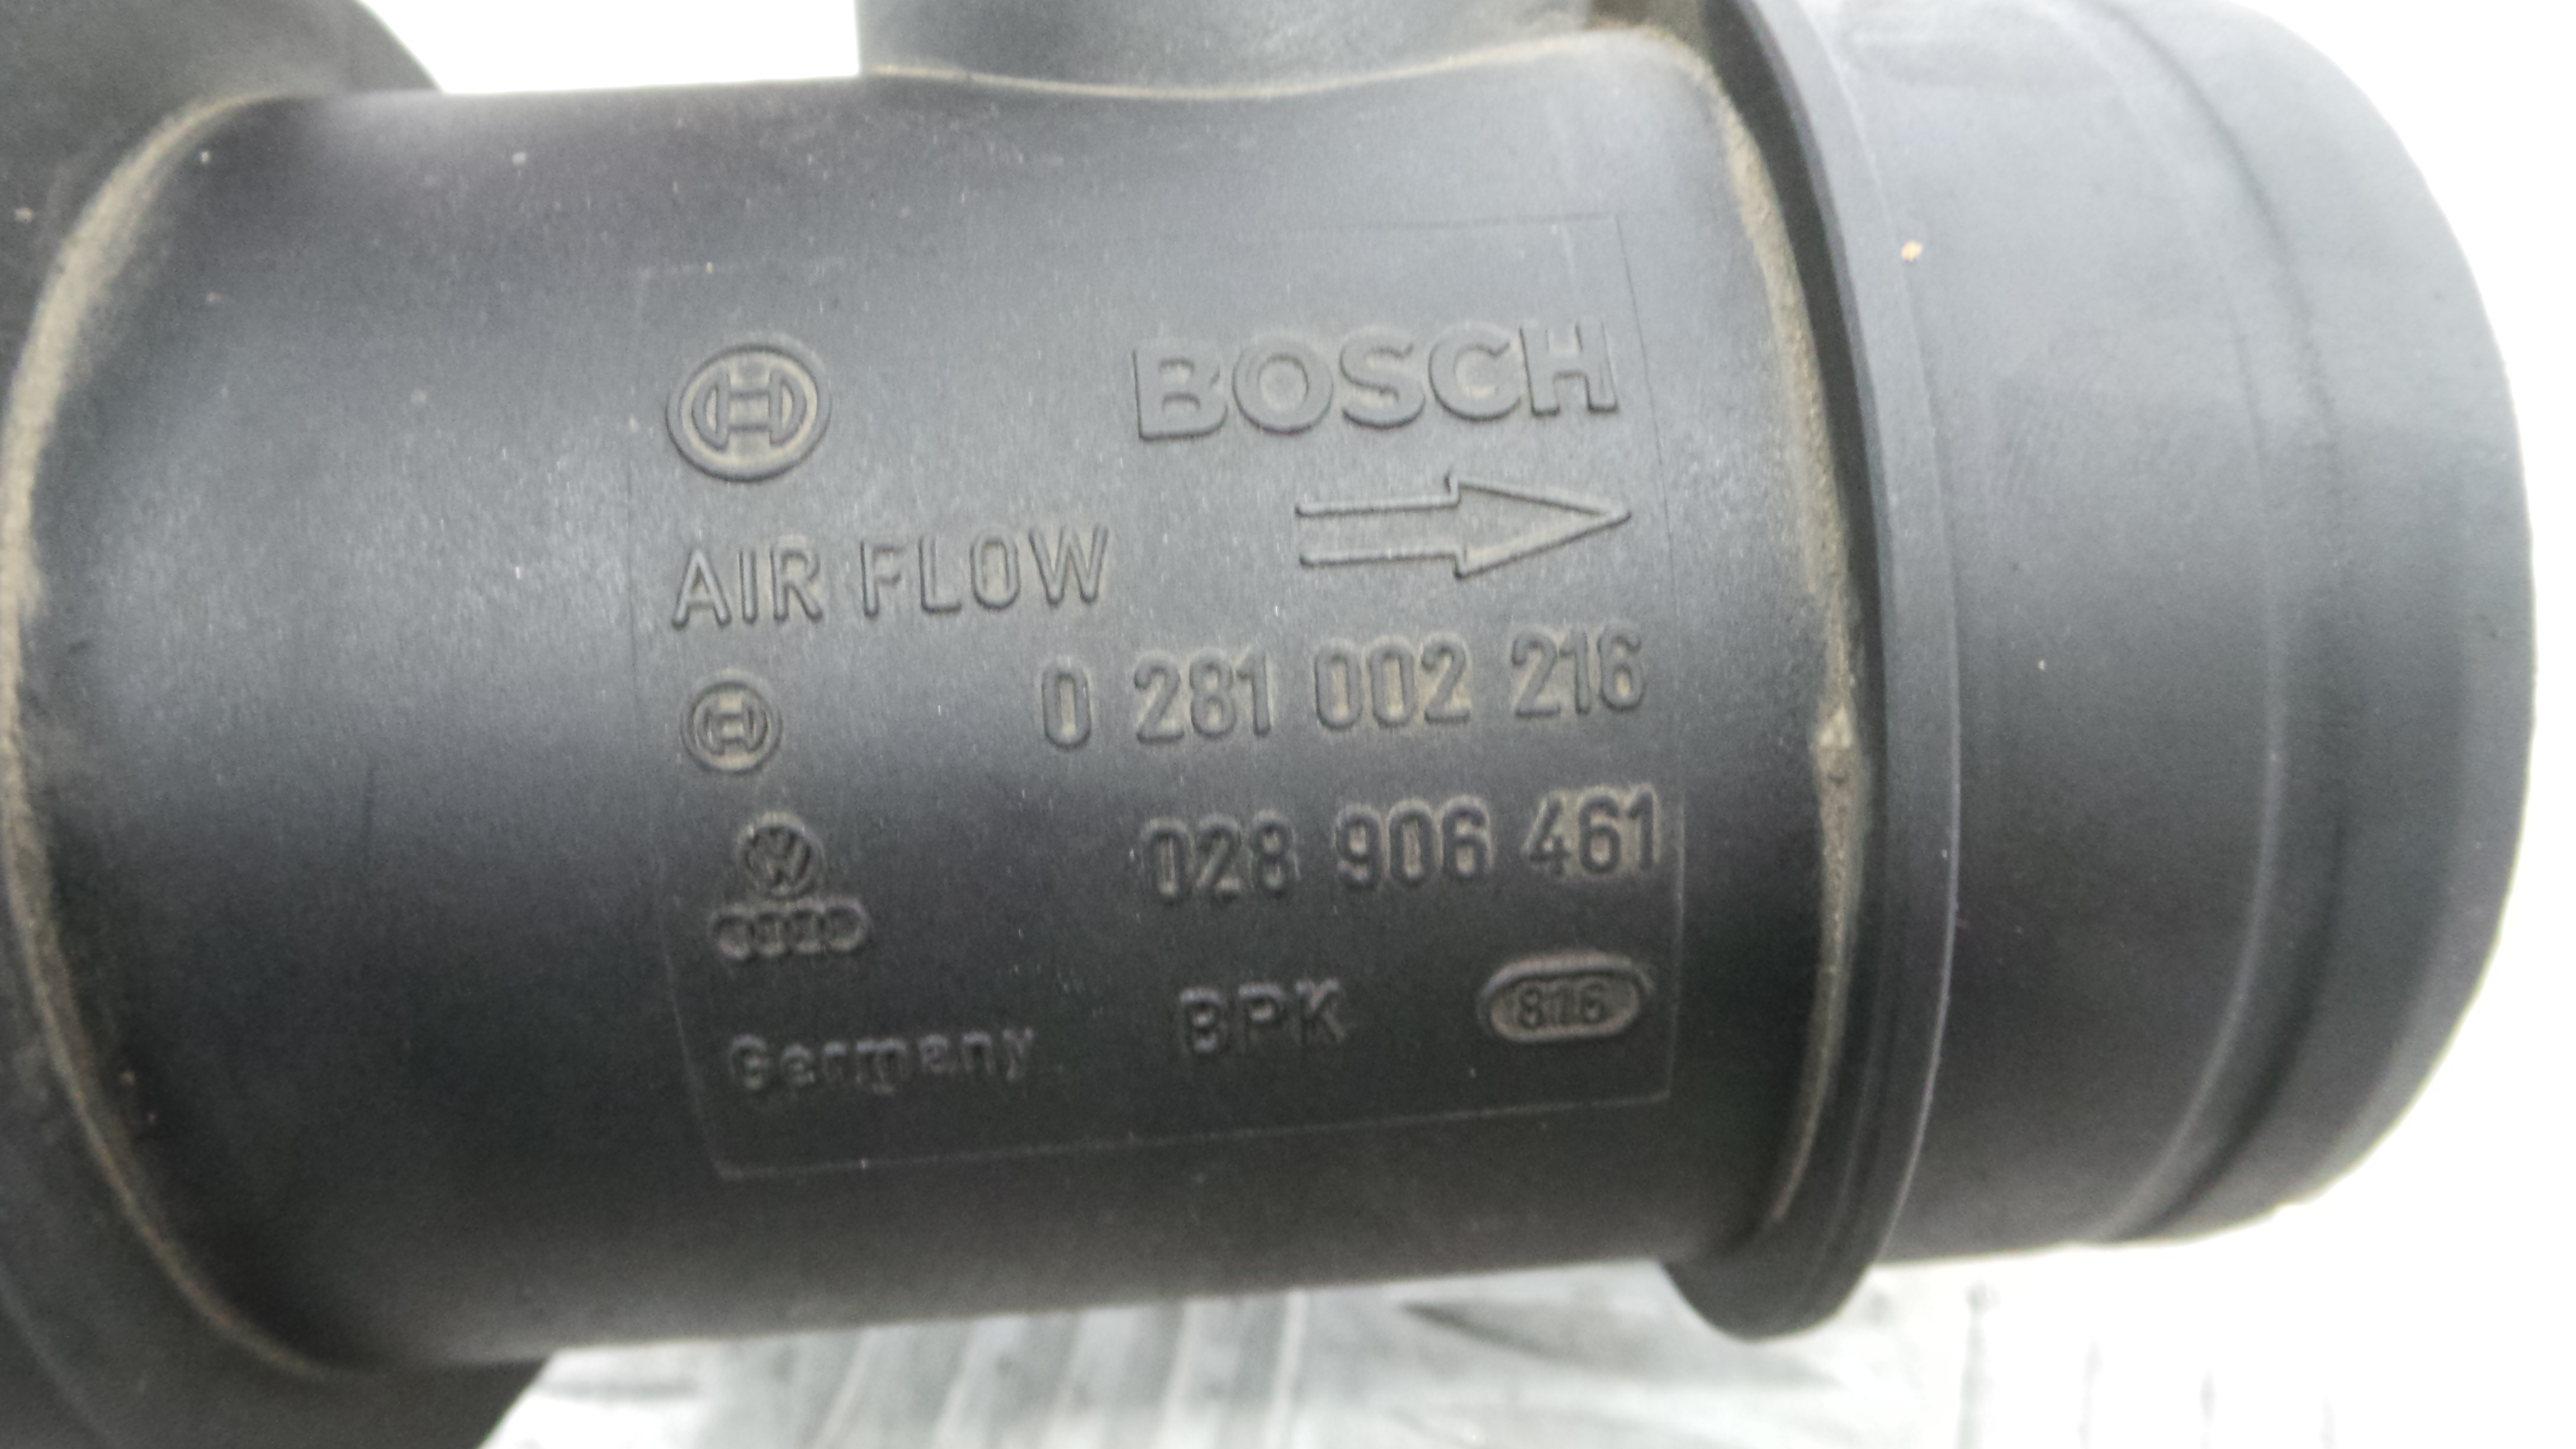 BOSCH
AIR FLOW
0 281 002 216
028 906 461
Germany BPK 816